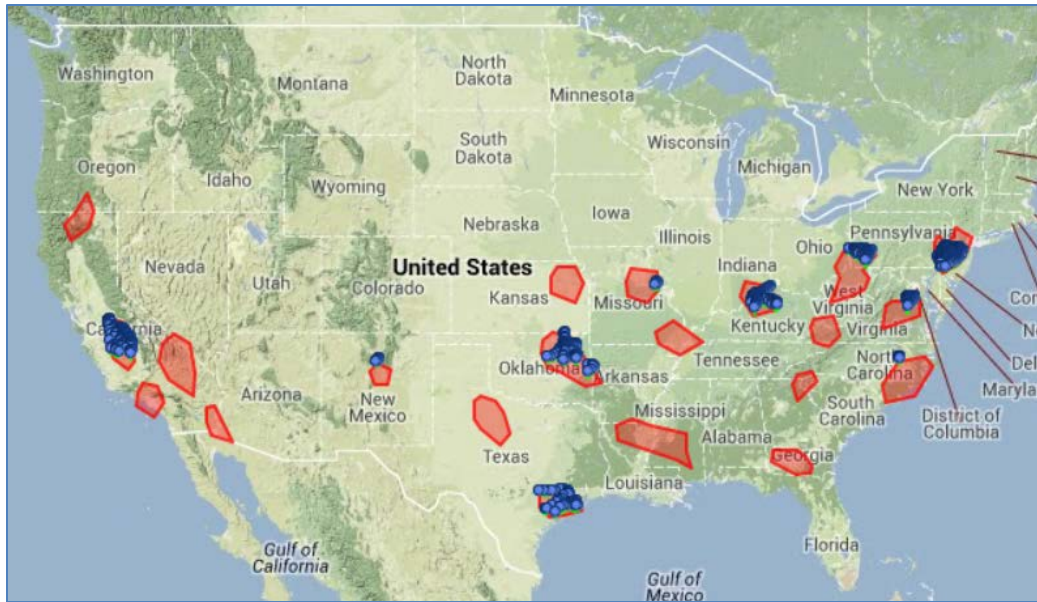 Washington
Montana
North
Dakota
Minnesota
Oregon
Idaho
Wyoming
South
Dakota
Wisconsin
Michigan
New York
Nebraska
Iowa
Illinois
Indiana
Ohio
Pennsylvania
Nevada
Utah
Colorado
United States
Kansas
Missouri
West
Virginia
Kentucky
Virginia
California
Oklahoma
Arkansas
Tennessee
North
Carolina
Arizona
New
Mexico
Mississippi
South
Carolina
Alabama
Georgia
Texas
Louisiana
Florida
Con
Ne
Del
Maryla
District of
Columbia
Gulf of
California
Gulf of
Mexico